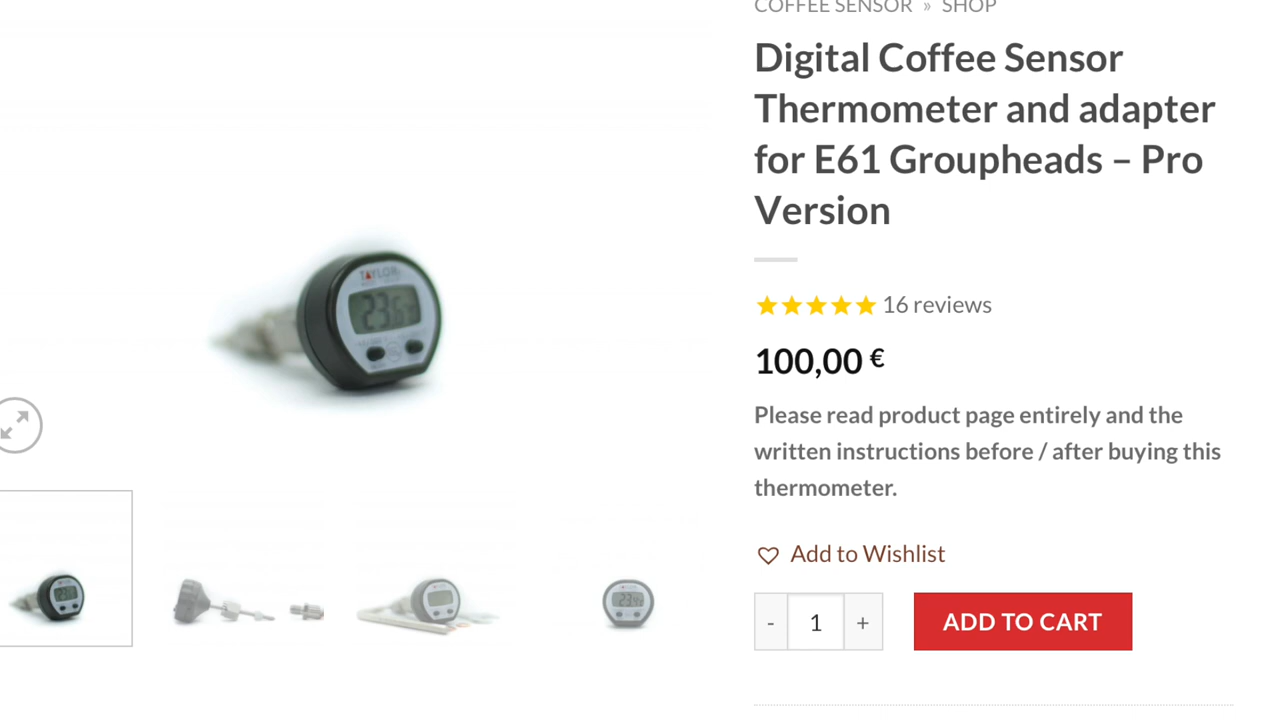 COFFEE SENSOR » SHOP
Digital Coffee Sensor
Thermometer and adapter
for E61 Groupheads – Pro
Version
16 reviews
100,00 €
Please read product page entirely and the
written instructions before / after buying this
thermometer.
Add to Wishlist
- 1 +
ADD TO CART
TAYLOR